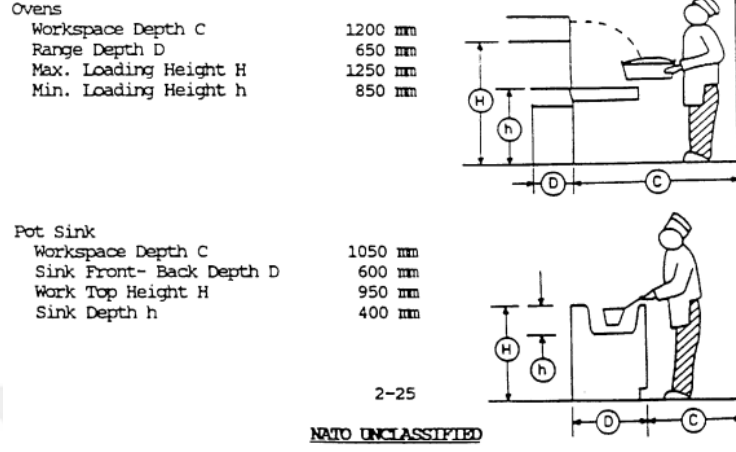 Ovens
Workspace Depth C 1200 mm
Range Depth D 650 mm
Max. Loading Height H 1250 mm
Min. Loading Height h 850 mm
H
h
D C
Pot Sink
Workspace Depth C 1050 mm
Sink Front- Back Depth D 600 mm
Work Top Height H 950 mm
Sink Depth h 400 mm
H
h
D C
2-25
NATO UNCLASSIFIED